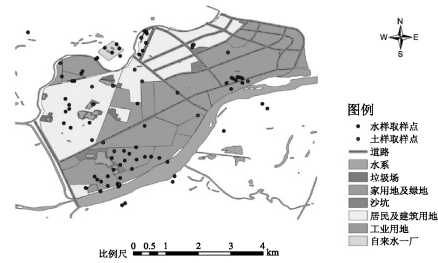 N
W E
S
图例
水样取样点
土样取样点
道路
水系
垃圾场
家用地及绿地
沙坑
居民及建筑用地
工业用地
自来水一厂
比例尺 0 0.5 1 2 3 4
km